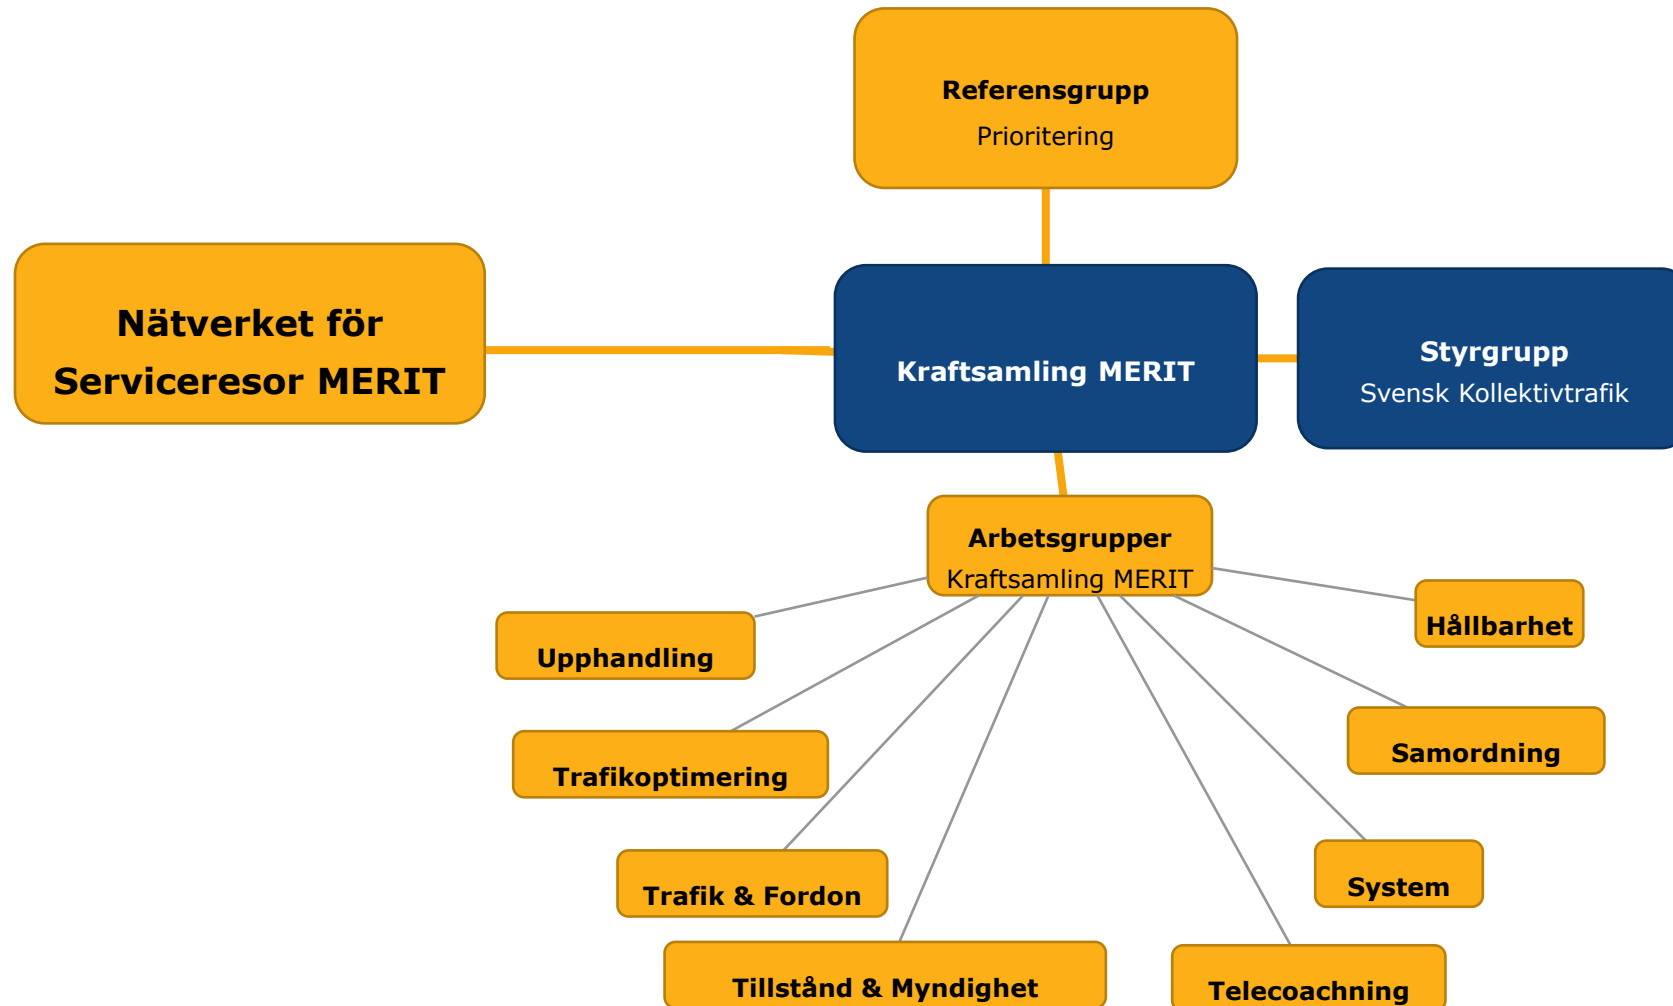 Referensgrupp
Prioritering
Nätverket för
Serviceresor MERIT
Kraftsamling MERIT
Styrgrupp
Svensk Kollektivtrafik
Arbetsgrupper
Kraftsamling MERIT
Hållbarhet
Upphandling
Samordning
Trafikoptimering
System
Trafik & Fordon
Tillstånd & Myndighet
Telecoachning